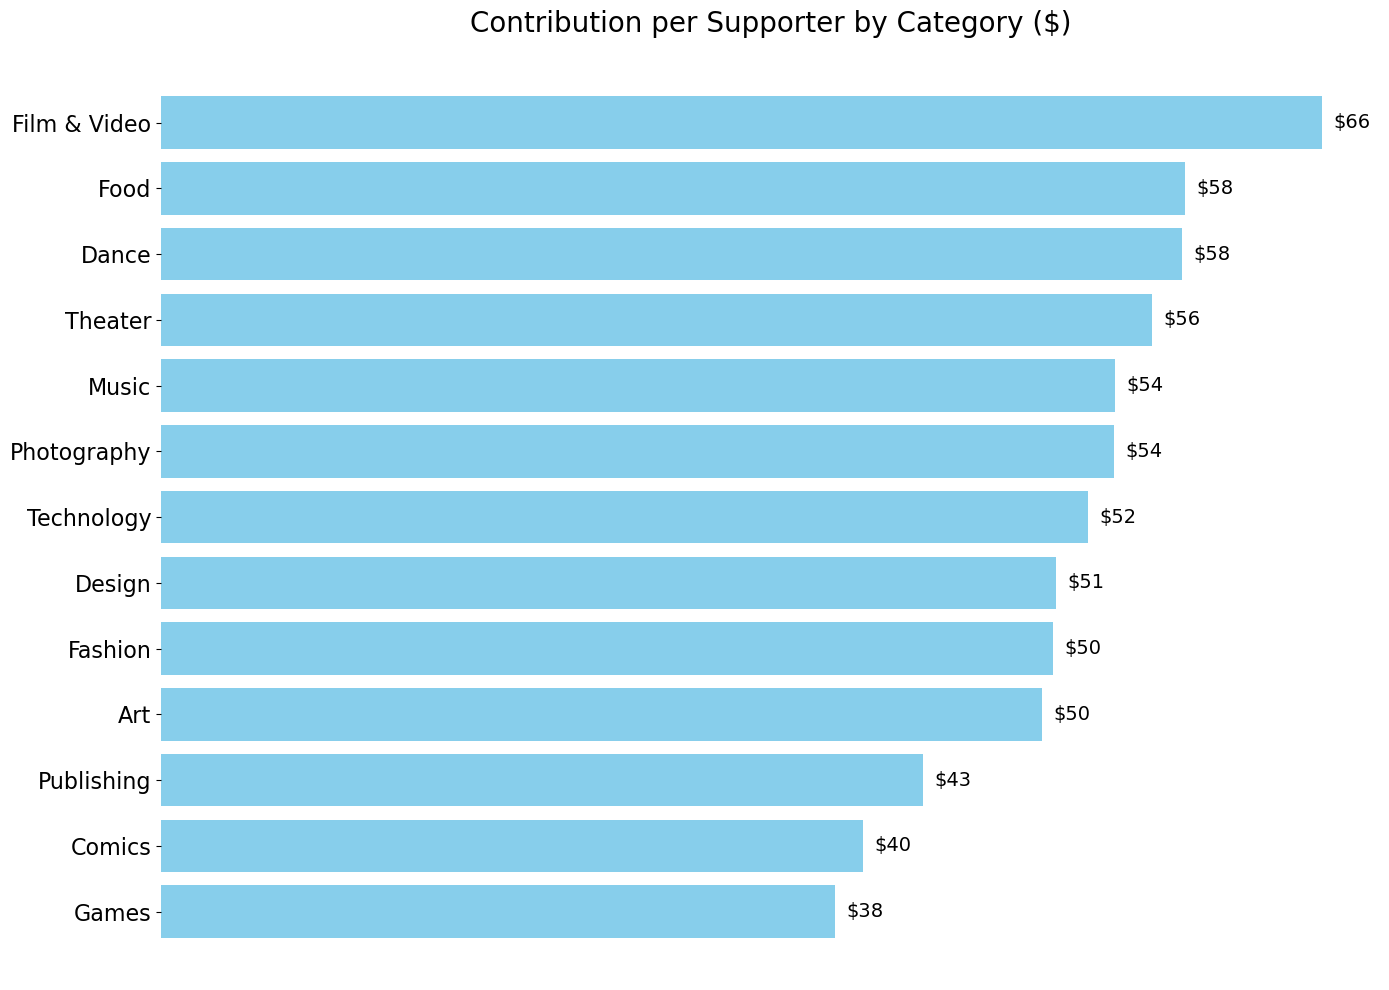 Contribution per Supporter by Category ($)
Film & Video $66
Food $58
Dance $58
Theater $56
Music $54
Photography $54
Technology $52
Design $51
Fashion $50
Art $50
Publishing $43
Comics $40
Games $38